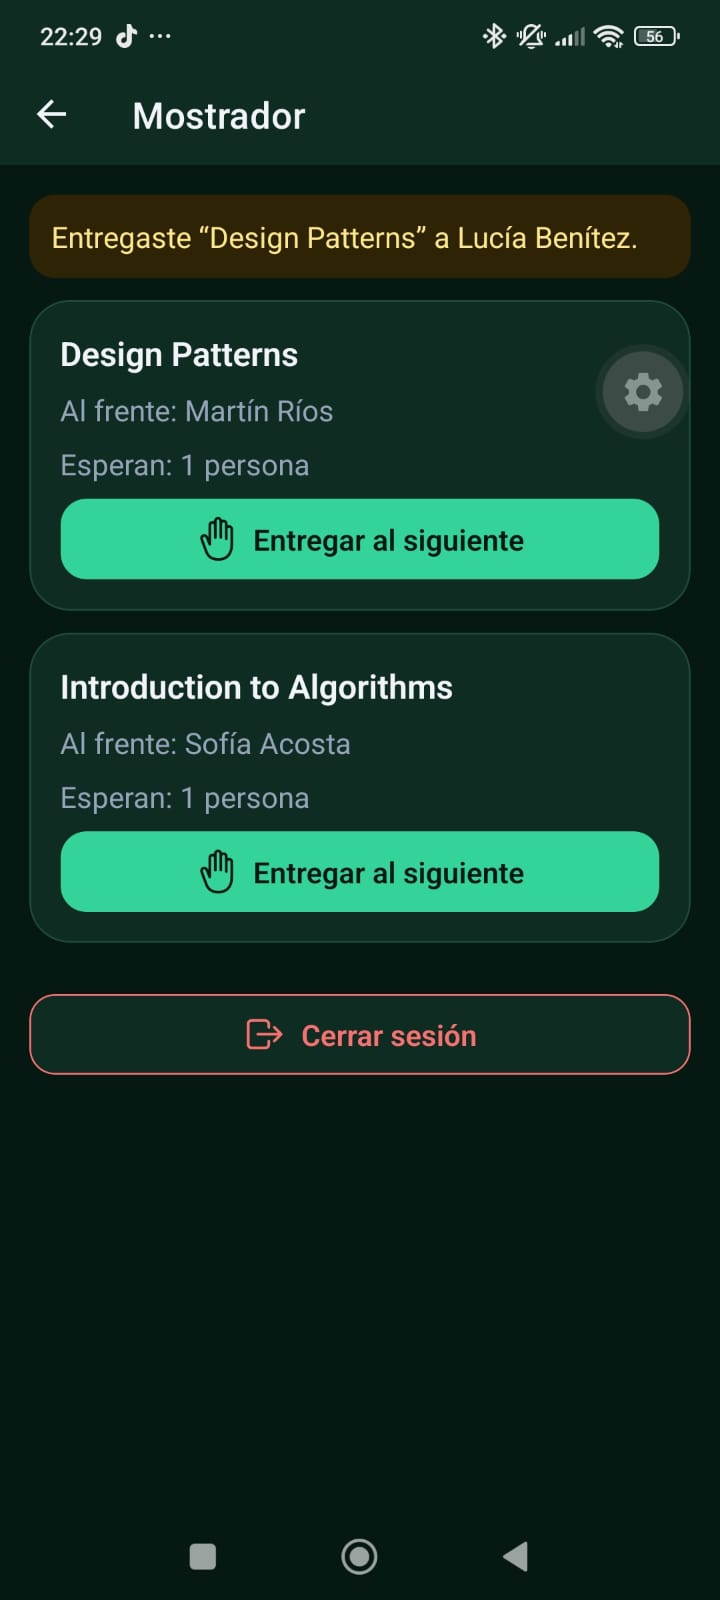 22:29
56
Mostrador
Entregaste “Design Patterns” a Lucía Benítez.
Design Patterns
Al frente: Martín Ríos
Esperan: 1 persona
Entregar al siguiente
Introduction to Algorithms
Al frente: Sofía Acosta
Esperan: 1 persona
Entregar al siguiente
Cerrar sesión